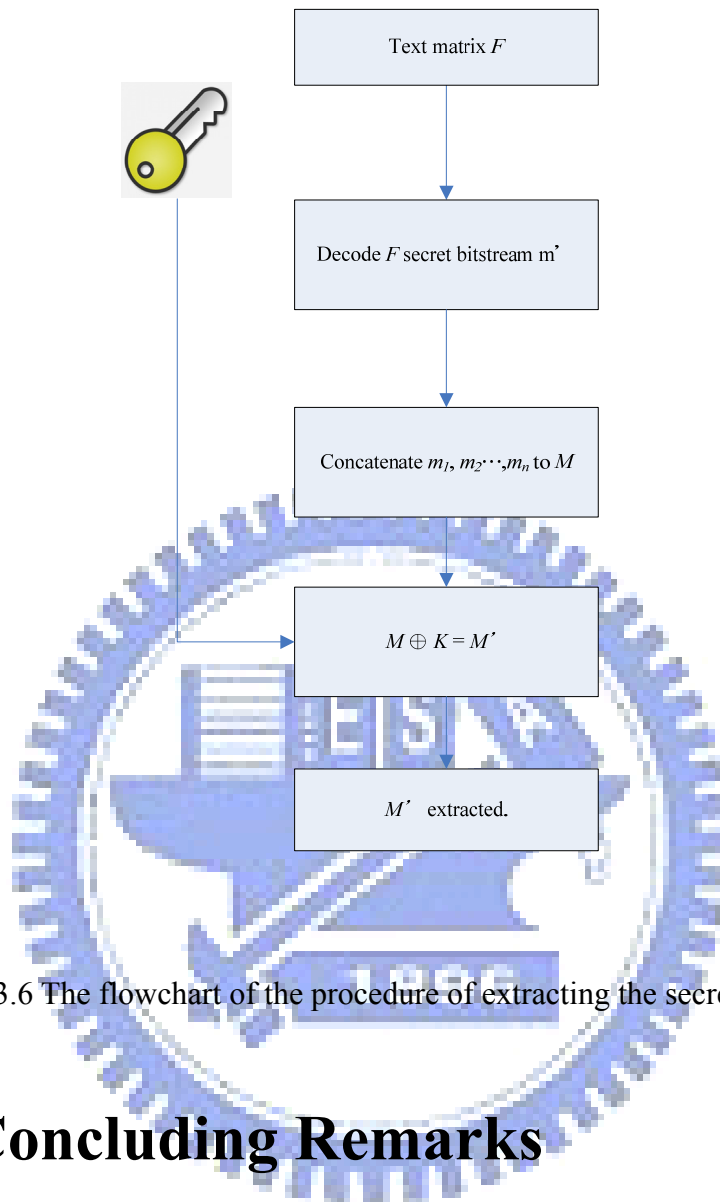 Text matrix F
Decode F secret bitstream m’
Concatenate m1, m2⋯,mn to M
M ⊕ K = M’
M’ extracted.
3.6 The flowchart of the procedure of extracting the
Concluding Remarks